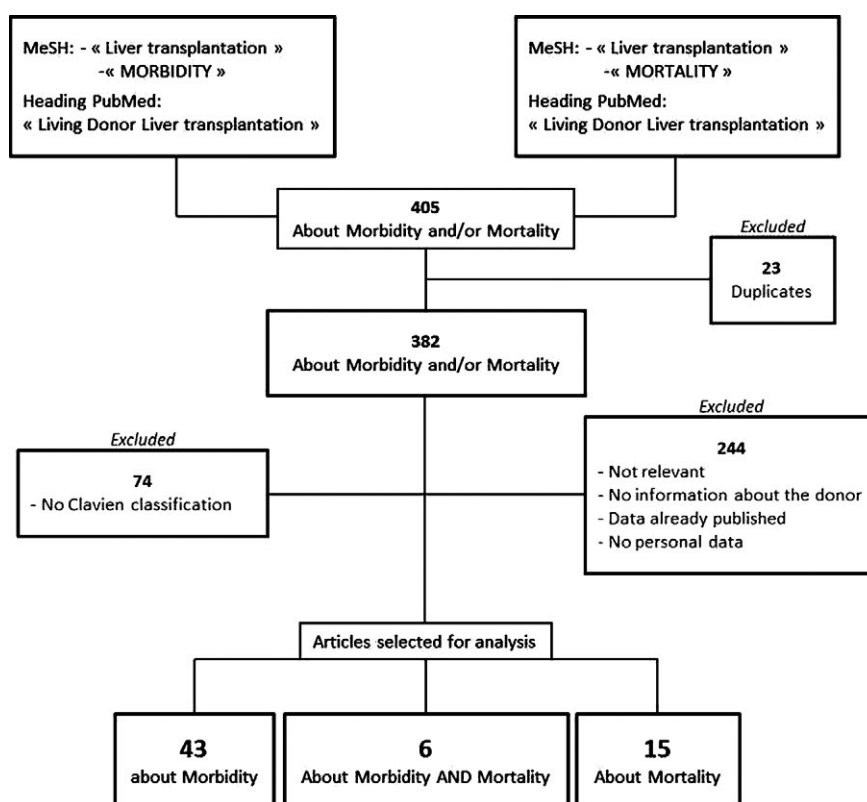 MeSH: - « Liver transplantation »
-« MORBIDITY »
Heading PubMed:
« Living Donor Liver transplantation »
MeSH: - « Liver transplantation »
-« MORTALITY »
Heading PubMed:
« Living Donor Liver transplantation »
405
About Morbidity and/or Mortality
Excluded
23
Duplicates
382
About Morbidity and/or Mortality
Excluded
74
- No Clavien classification
Excluded
244
- Not relevant
- No information about the donor
- Data already published
- No personal data
Articles selected for analysis
43
about Morbidity
6
About Morbidity AND Mortality
15
About Mortality